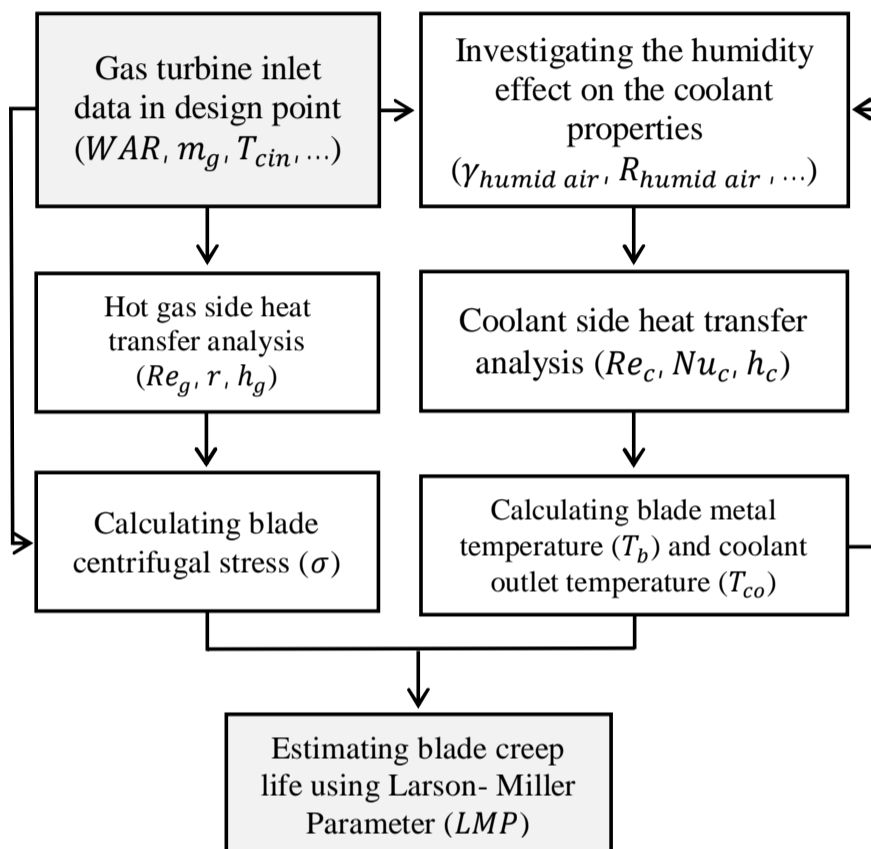 Gas turbine inlet
data in design point
(WAR, m_g, T_cin, ...)
Investigating the humidity
effect on the coolant
properties
(γ_humid air, R_humid air, ...)
Hot gas side heat
transfer analysis
(Re_g, r, h_g)
Coolant side heat transfer
analysis (Re_c, Nu_c, h_c)
Calculating blade
centrifugal stress (σ)
Calculating blade metal
temperature (T_b) and coolant
outlet temperature (T_co)
Estimating blade creep
life using Larson- Miller
Parameter (LMP)